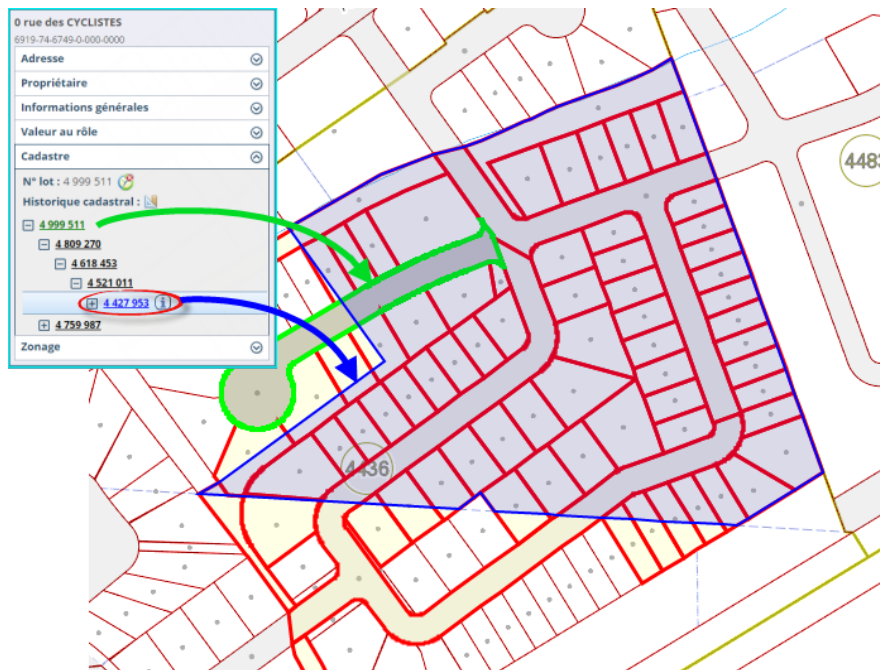 0 rue des CYCLISTES
6919-74-6749-0-000-0000
Adresse
Propriétaire
Informations générales
Valeur au rôle
Cadastre
N° lot : 4 999 511
Historique cadastral :
4 999 511
4 809 270
4 618 453
4 521 011
4 427 953
4 759 987
Zonage
4483
4436